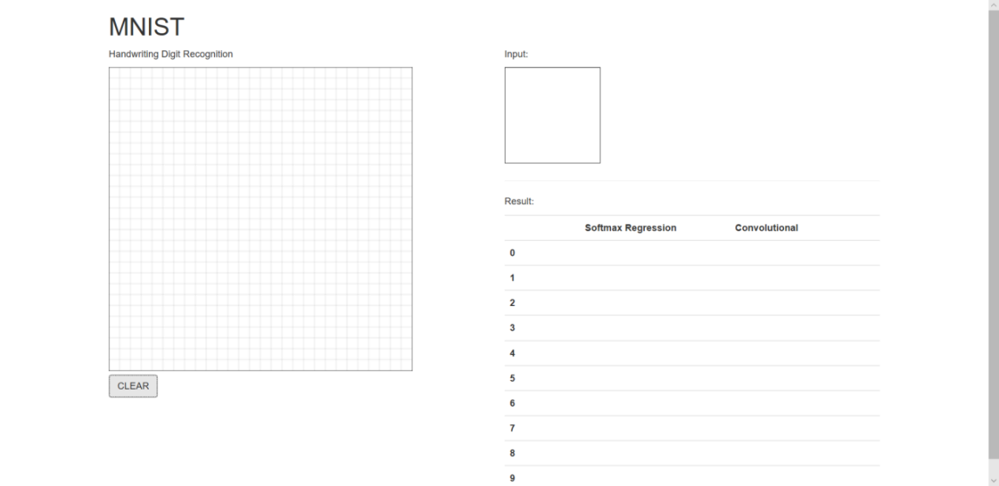 MNIST
Handwriting Digit Recognition
CLEAR
Input:
Result:
Softmax Regression Convolutional
0
1
2
3
4
5
6
7
8
9